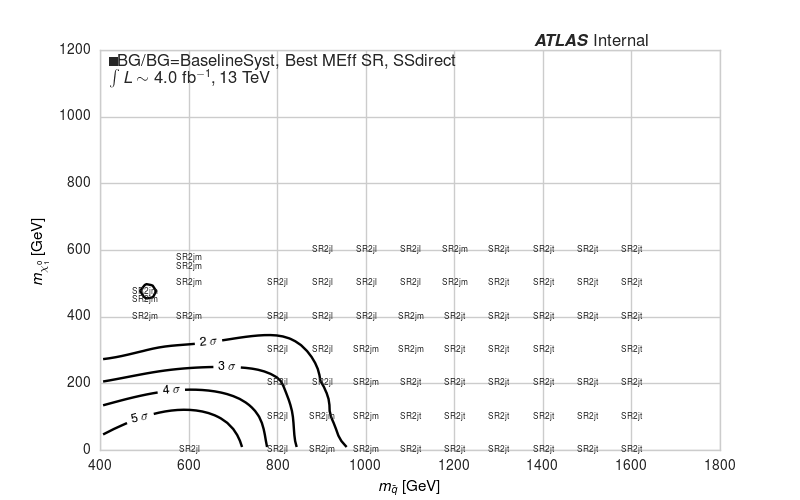 ATLAS Internal
BG/BG=BaselineSyst, Best MEff SR, SSdirect
∫ L ∼ 4.0 fb⁻¹, 13 TeV
1200
1000
800
600
400
200
0
m_χ̃₁⁰ [GeV]
SR2jl SR2jl SR2jl SR2jm SR2jt SR2jt SR2jt SR2jt
SR2jm
SR2jm
SR2jm SR2jl SR2jl SR2jl SR2jl SR2jt SR2jt SR2jt SR2jt
SR2jm
SR2jm SR2jm SR2jl SR2jl SR2jl SR2jm SR2jt SR2jt SR2jt SR2jt
2 σ
SR2jl SR2jl SR2jm SR2jm SR2jt SR2jt SR2jt SR2jt
3 σ
SR2jl SR2jl SR2jm SR2jt SR2jt SR2jt SR2jt SR2jt
4 σ
SR2jl SR2jm SR2jm SR2jt SR2jt SR2jt SR2jt SR2jt SR2jt
5 σ
SR2jl SR2jl SR2jm SR2jm SR2jt SR2jt SR2jt SR2jt SR2jt SR2jt
400 600 800 1000 1200 1400 1600 1800
m_q̃ [GeV]